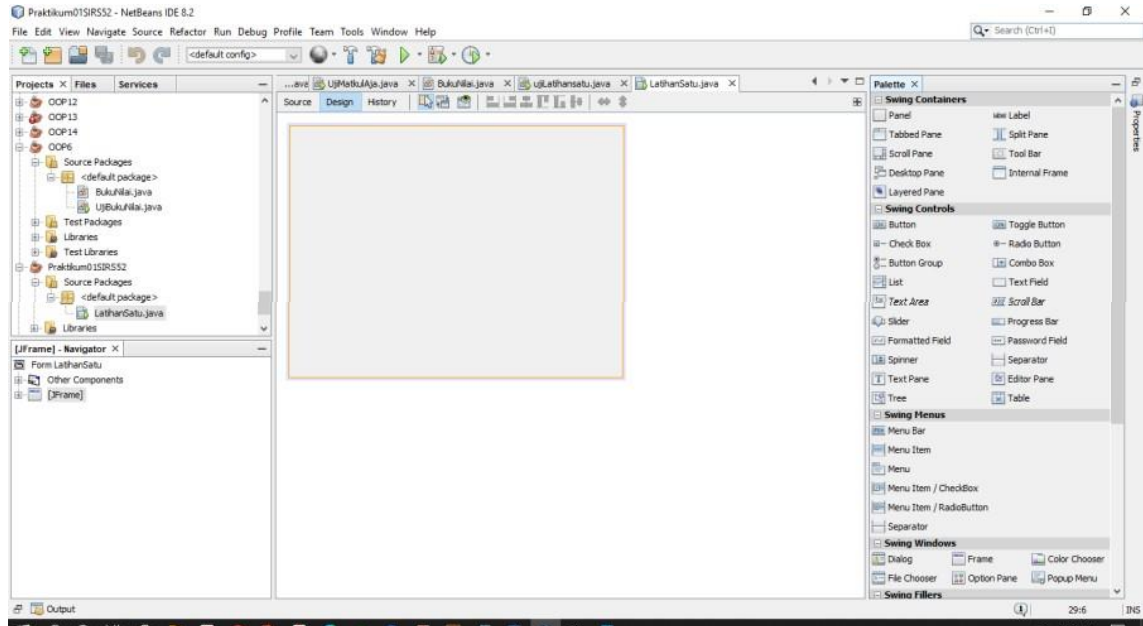 Praktikum01SIRS52 - NetBeans IDE 8.2
File Edit View Navigate Source Refactor Run Debug Profile Team Tools Window Help
Search (Ctrl+I)
<default config>
Projects Files Services
OOP12
OOP13
OOP14
OOP6
Source Packages
<default package>
BukuNilai.java
UjiBukuNilai.java
Test Packages
Libraries
Test Libraries
Praktikum01SIRS52
Source Packages
<default package>
LatihanSatu.java
Libraries
[JFrame] - Navigator
Form LatihanSatu
Other Components
[JFrame]
...ava UjiMatkulAja.java BukuNilai.java ujiLatihansatu.java LatihanSatu.java
Source Design History
Palette
Swing Containers
Panel Label
Tabbed Pane Split Pane
Scroll Pane Tool Bar
Desktop Pane Internal Frame
Layered Pane
Swing Controls
Button Toggle Button
Check Box Radio Button
Button Group Combo Box
List Text Field
Text Area Scroll Bar
Slider Progress Bar
Formatted Field Password Field
Spinner Separator
Text Pane Editor Pane
Tree Table
Swing Menus
Menu Bar
Menu Item
Menu
Menu Item / CheckBox
Menu Item / RadioButton
Separator
Swing Windows
Dialog Frame Color Chooser
File Chooser Option Pane Popup Menu
Swing Fillers
Properties
Output
1 29:6 INS